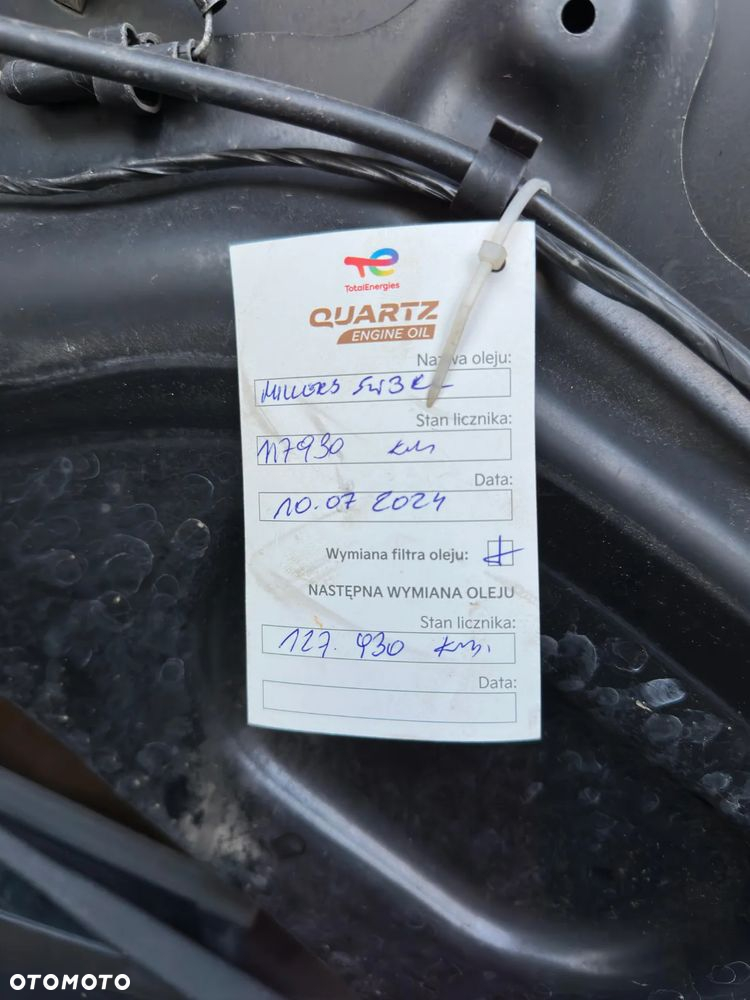 TotalEnergies
QUARTZ
ENGINE OIL
Nazwa oleju:
MILLERS 5W30
Stan licznika:
117930 km
Data:
10.07 2024
Wymiana filtra oleju:
NASTĘPNA WYMIANA OLEJU
Stan licznika:
127.930 km.
Data:
OTOMOTO